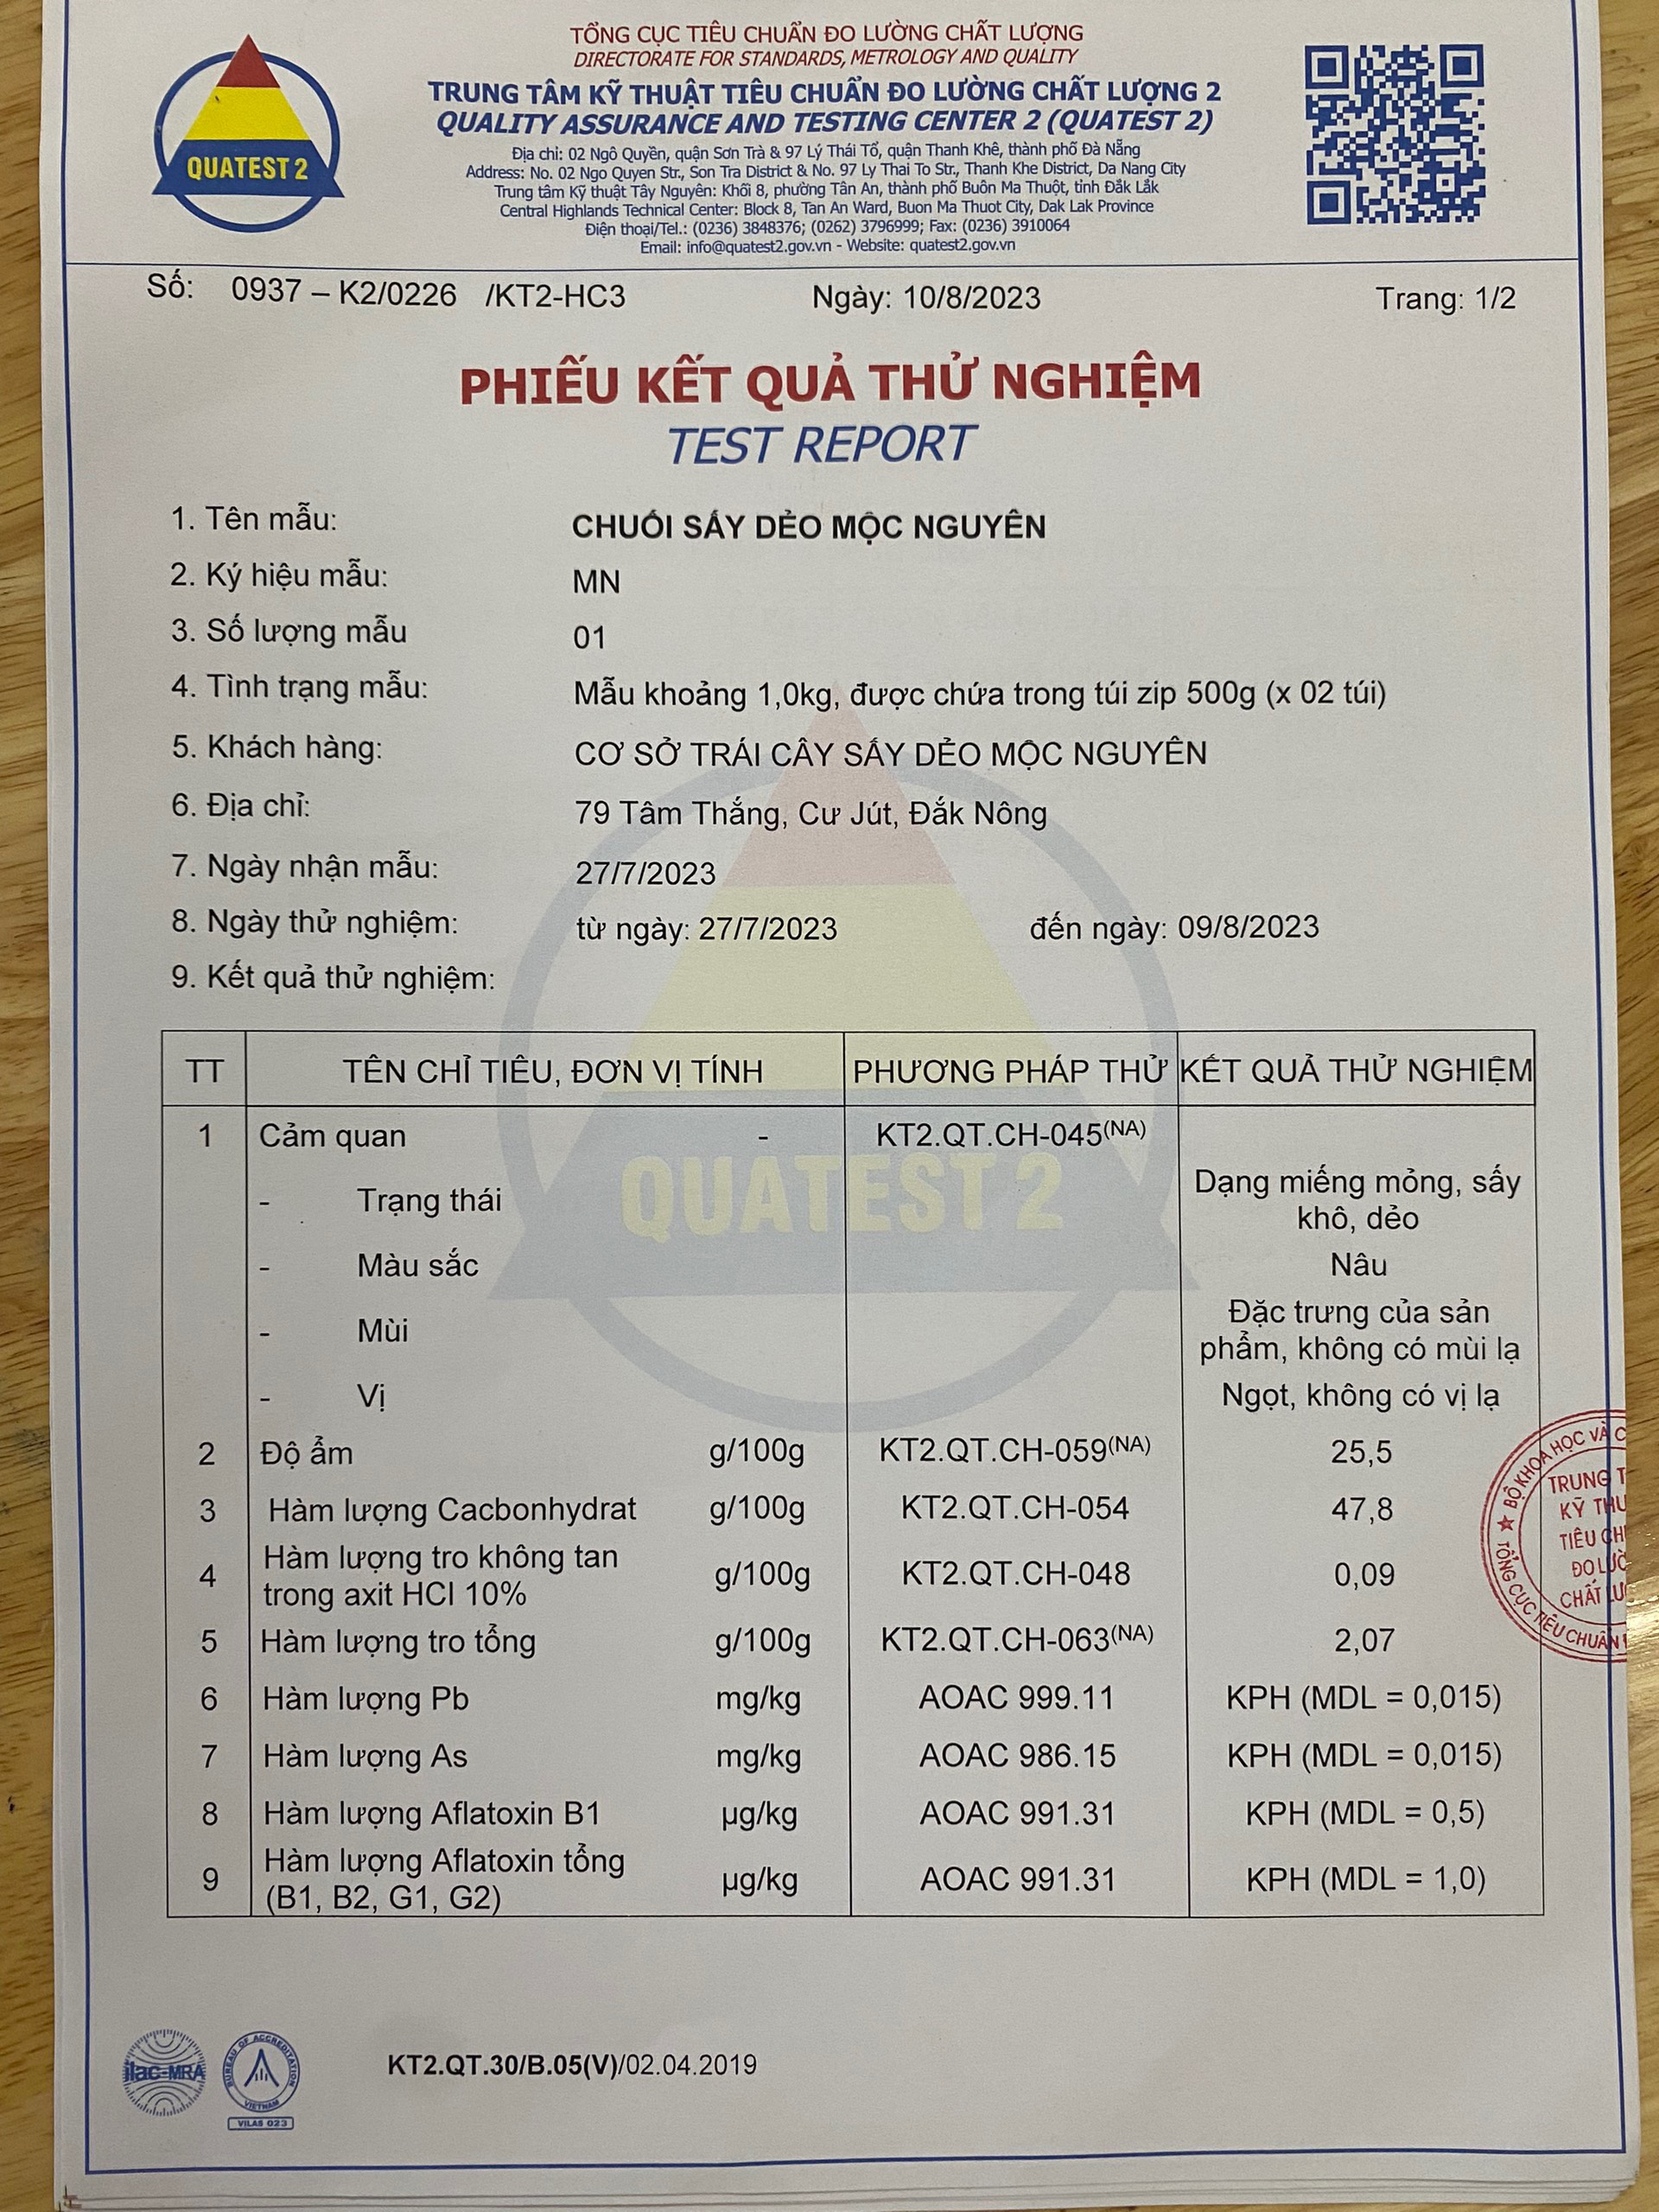 TỔNG CỤC TIÊU CHUẨN ĐO LƯỜNG CHẤT LƯỢNG
DIRECTORATE FOR STANDARDS, METROLOGY AND QUALITY
TRUNG TÂM KỸ THUẬT TIÊU CHUẨN ĐO LƯỜNG CHẤT LƯỢNG 2
QUALITY ASSURANCE AND TESTING CENTER 2 (QUATEST 2)
QUATEST 2
Địa chỉ: 02 Ngô Quyền, quận Sơn Trà & 97 Lý Thái Tổ, quận Thanh Khê, thành phố Đà Nẵng
Address: No. 02 Ngo Quyen Str., Son Tra District & No. 97 Ly Thai To Str., Thanh Khe District, Da Nang City
Trung tâm Kỹ thuật Tây Nguyên: Khối 8, phường Tân An, thành phố Buôn Ma Thuột, tỉnh Đắk Lắk
Central Highlands Technical Center: Block 8, Tan An Ward, Buon Ma Thuot City, Dak Lak Province
Điện thoại/Tel.: (0236) 3848376; (0262) 3796999; Fax: (0236) 3910064
Email: info@quatest2.gov.vn - Website: quatest2.gov.vn
Số: 0937 – K2/0226 /KT2-HC3 Ngày: 10/8/2023 Trang: 1/2
PHIẾU KẾT QUẢ THỬ NGHIỆM
TEST REPORT
1. Tên mẫu: CHUỐI SẤY DẺO MỘC NGUYÊN
2. Ký hiệu mẫu: MN
3. Số lượng mẫu 01
4. Tình trạng mẫu: Mẫu khoảng 1,0kg, được chứa trong túi zip 500g (x 02 túi)
5. Khách hàng: CƠ SỞ TRÁI CÂY SẤY DẺO MỘC NGUYÊN
6. Địa chỉ: 79 Tâm Thắng, Cư Jút, Đắk Nông
7. Ngày nhận mẫu: 27/7/2023
8. Ngày thử nghiệm: từ ngày: 27/7/2023 đến ngày: 09/8/2023
9. Kết quả thử nghiệm:
TT TÊN CHỈ TIÊU, ĐƠN VỊ TÍNH PHƯƠNG PHÁP THỬ KẾT QUẢ THỬ NGHIỆM
1 Cảm quan - KT2.QT.CH-045(NA)
- Trạng thái Dạng miếng mỏng, sấy
khô, dẻo
- Màu sắc Nâu
- Mùi Đặc trưng của sản
phẩm, không có mùi lạ
- Vị Ngọt, không có vị lạ
QUATEST 2
2 Độ ẩm g/100g KT2.QT.CH-059(NA) 25,5
3 Hàm lượng Cacbonhydrat g/100g KT2.QT.CH-054 47,8
4 Hàm lượng tro không tan
trong axit HCl 10% g/100g KT2.QT.CH-048 0,09
5 Hàm lượng tro tổng g/100g KT2.QT.CH-063(NA) 2,07
6 Hàm lượng Pb mg/kg AOAC 999.11 KPH (MDL = 0,015)
7 Hàm lượng As mg/kg AOAC 986.15 KPH (MDL = 0,015)
8 Hàm lượng Aflatoxin B1 µg/kg AOAC 991.31 KPH (MDL = 0,5)
9 Hàm lượng Aflatoxin tổng
(B1, B2, G1, G2) µg/kg AOAC 991.31 KPH (MDL = 1,0)
BỘ KHOA HỌC VÀ C
TRUNG T
KỸ THU
TIÊU CH
ĐO LƯỜ
CHẤT LƯ
TỔNG CỤC TIÊU CHUẨN
ilac-MRA
BUREAU OF ACCREDITATION
VIETNAM
VILAS 023
KT2.QT.30/B.05(V)/02.04.2019